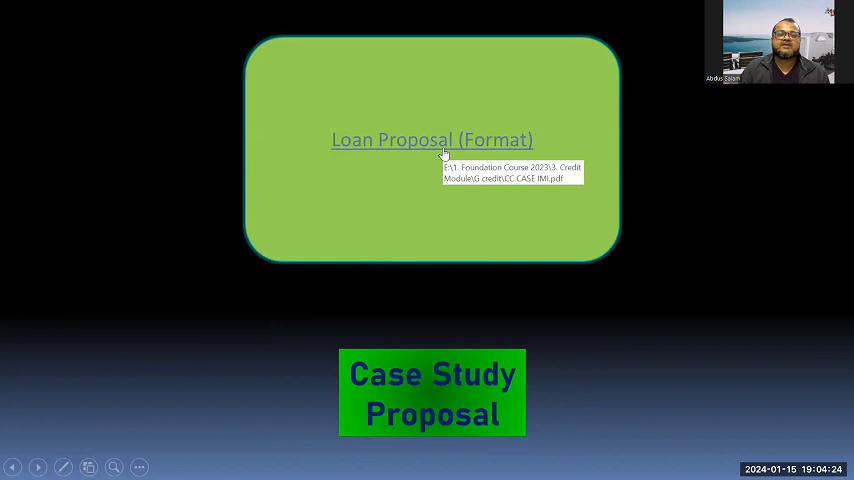 Abdus Salam
Loan Proposal (Format)
E:\1. Foundation Course 2023\3. Credit
Module\G credit\CC CASE IMI.pdf
Case Study
Proposal
2024-01-15 19:04:24